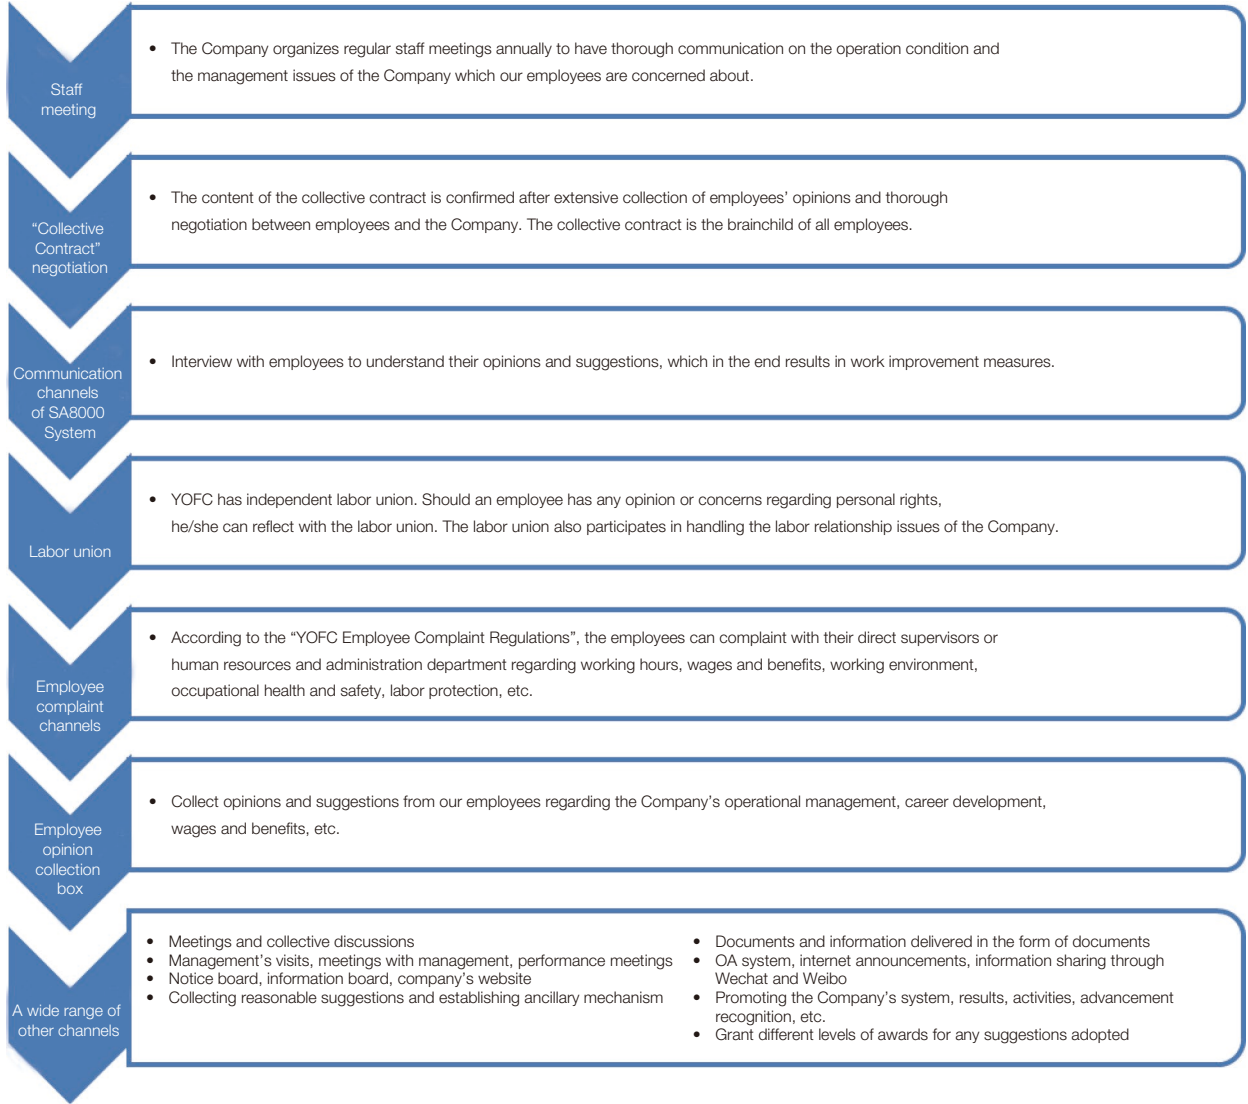 Staff
meeting
• The Company organizes regular staff meetings annually to have thorough communication on the operation condition and
the management issues of the Company which our employees are concerned about.
“Collective
Contract”
negotiation
• The content of the collective contract is confirmed after extensive collection of employees’ opinions and thorough
negotiation between employees and the Company. The collective contract is the brainchild of all employees.
Communication
channels
of SA8000
System
• Interview with employees to understand their opinions and suggestions, which in the end results in work improvement measures.
Labor union
• YOFC has independent labor union. Should an employee has any opinion or concerns regarding personal rights,
he/she can reflect with the labor union. The labor union also participates in handling the labor relationship issues of the Company.
Employee
complaint
channels
• According to the “YOFC Employee Complaint Regulations”, the employees can complaint with their direct supervisors or
human resources and administration department regarding working hours, wages and benefits, working environment,
occupational health and safety, labor protection, etc.
Employee
opinion
collection
box
• Collect opinions and suggestions from our employees regarding the Company’s operational management, career development,
wages and benefits, etc.
A wide range of
other channels
• Meetings and collective discussions
• Management’s visits, meetings with management, performance meetings
• Notice board, information board, company’s website
• Collecting reasonable suggestions and establishing ancillary mechanism
• Documents and information delivered in the form of documents
• OA system, internet announcements, information sharing through
Wechat and Weibo
• Promoting the Company’s system, results, activities, advancement
recognition, etc.
• Grant different levels of awards for any suggestions adopted